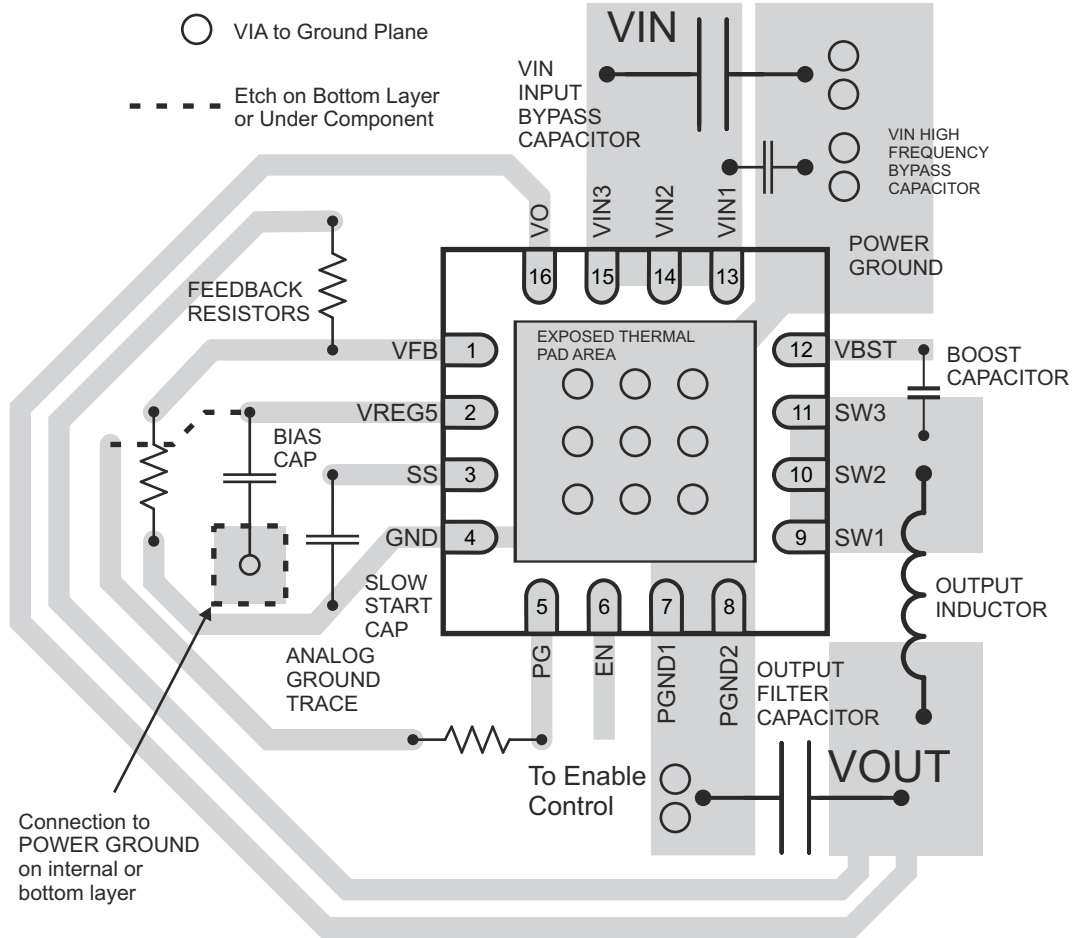 VIA to Ground Plane
Etch on Bottom Layer
or Under Component
VIN
VIN
INPUT
BYPASS
CAPACITOR
VIN HIGH
FREQUENCY
BYPASS
CAPACITOR
POWER
GROUND
VO
VIN3
VIN2
VIN1
16
15
14
13
FEEDBACK
RESISTORS
EXPOSED THERMAL
PAD AREA
VFB
1
VREG5
2
SS
3
GND
4
12
VBST
11
SW3
10
SW2
9
SW1
BOOST
CAPACITOR
BIAS
CAP
SLOW
START
CAP
ANALOG
GROUND
TRACE
OUTPUT
INDUCTOR
5
6
7
8
PG
EN
PGND1
PGND2
OUTPUT
FILTER
CAPACITOR
To Enable
Control
VOUT
Connection to
POWER GROUND
on internal or
bottom layer